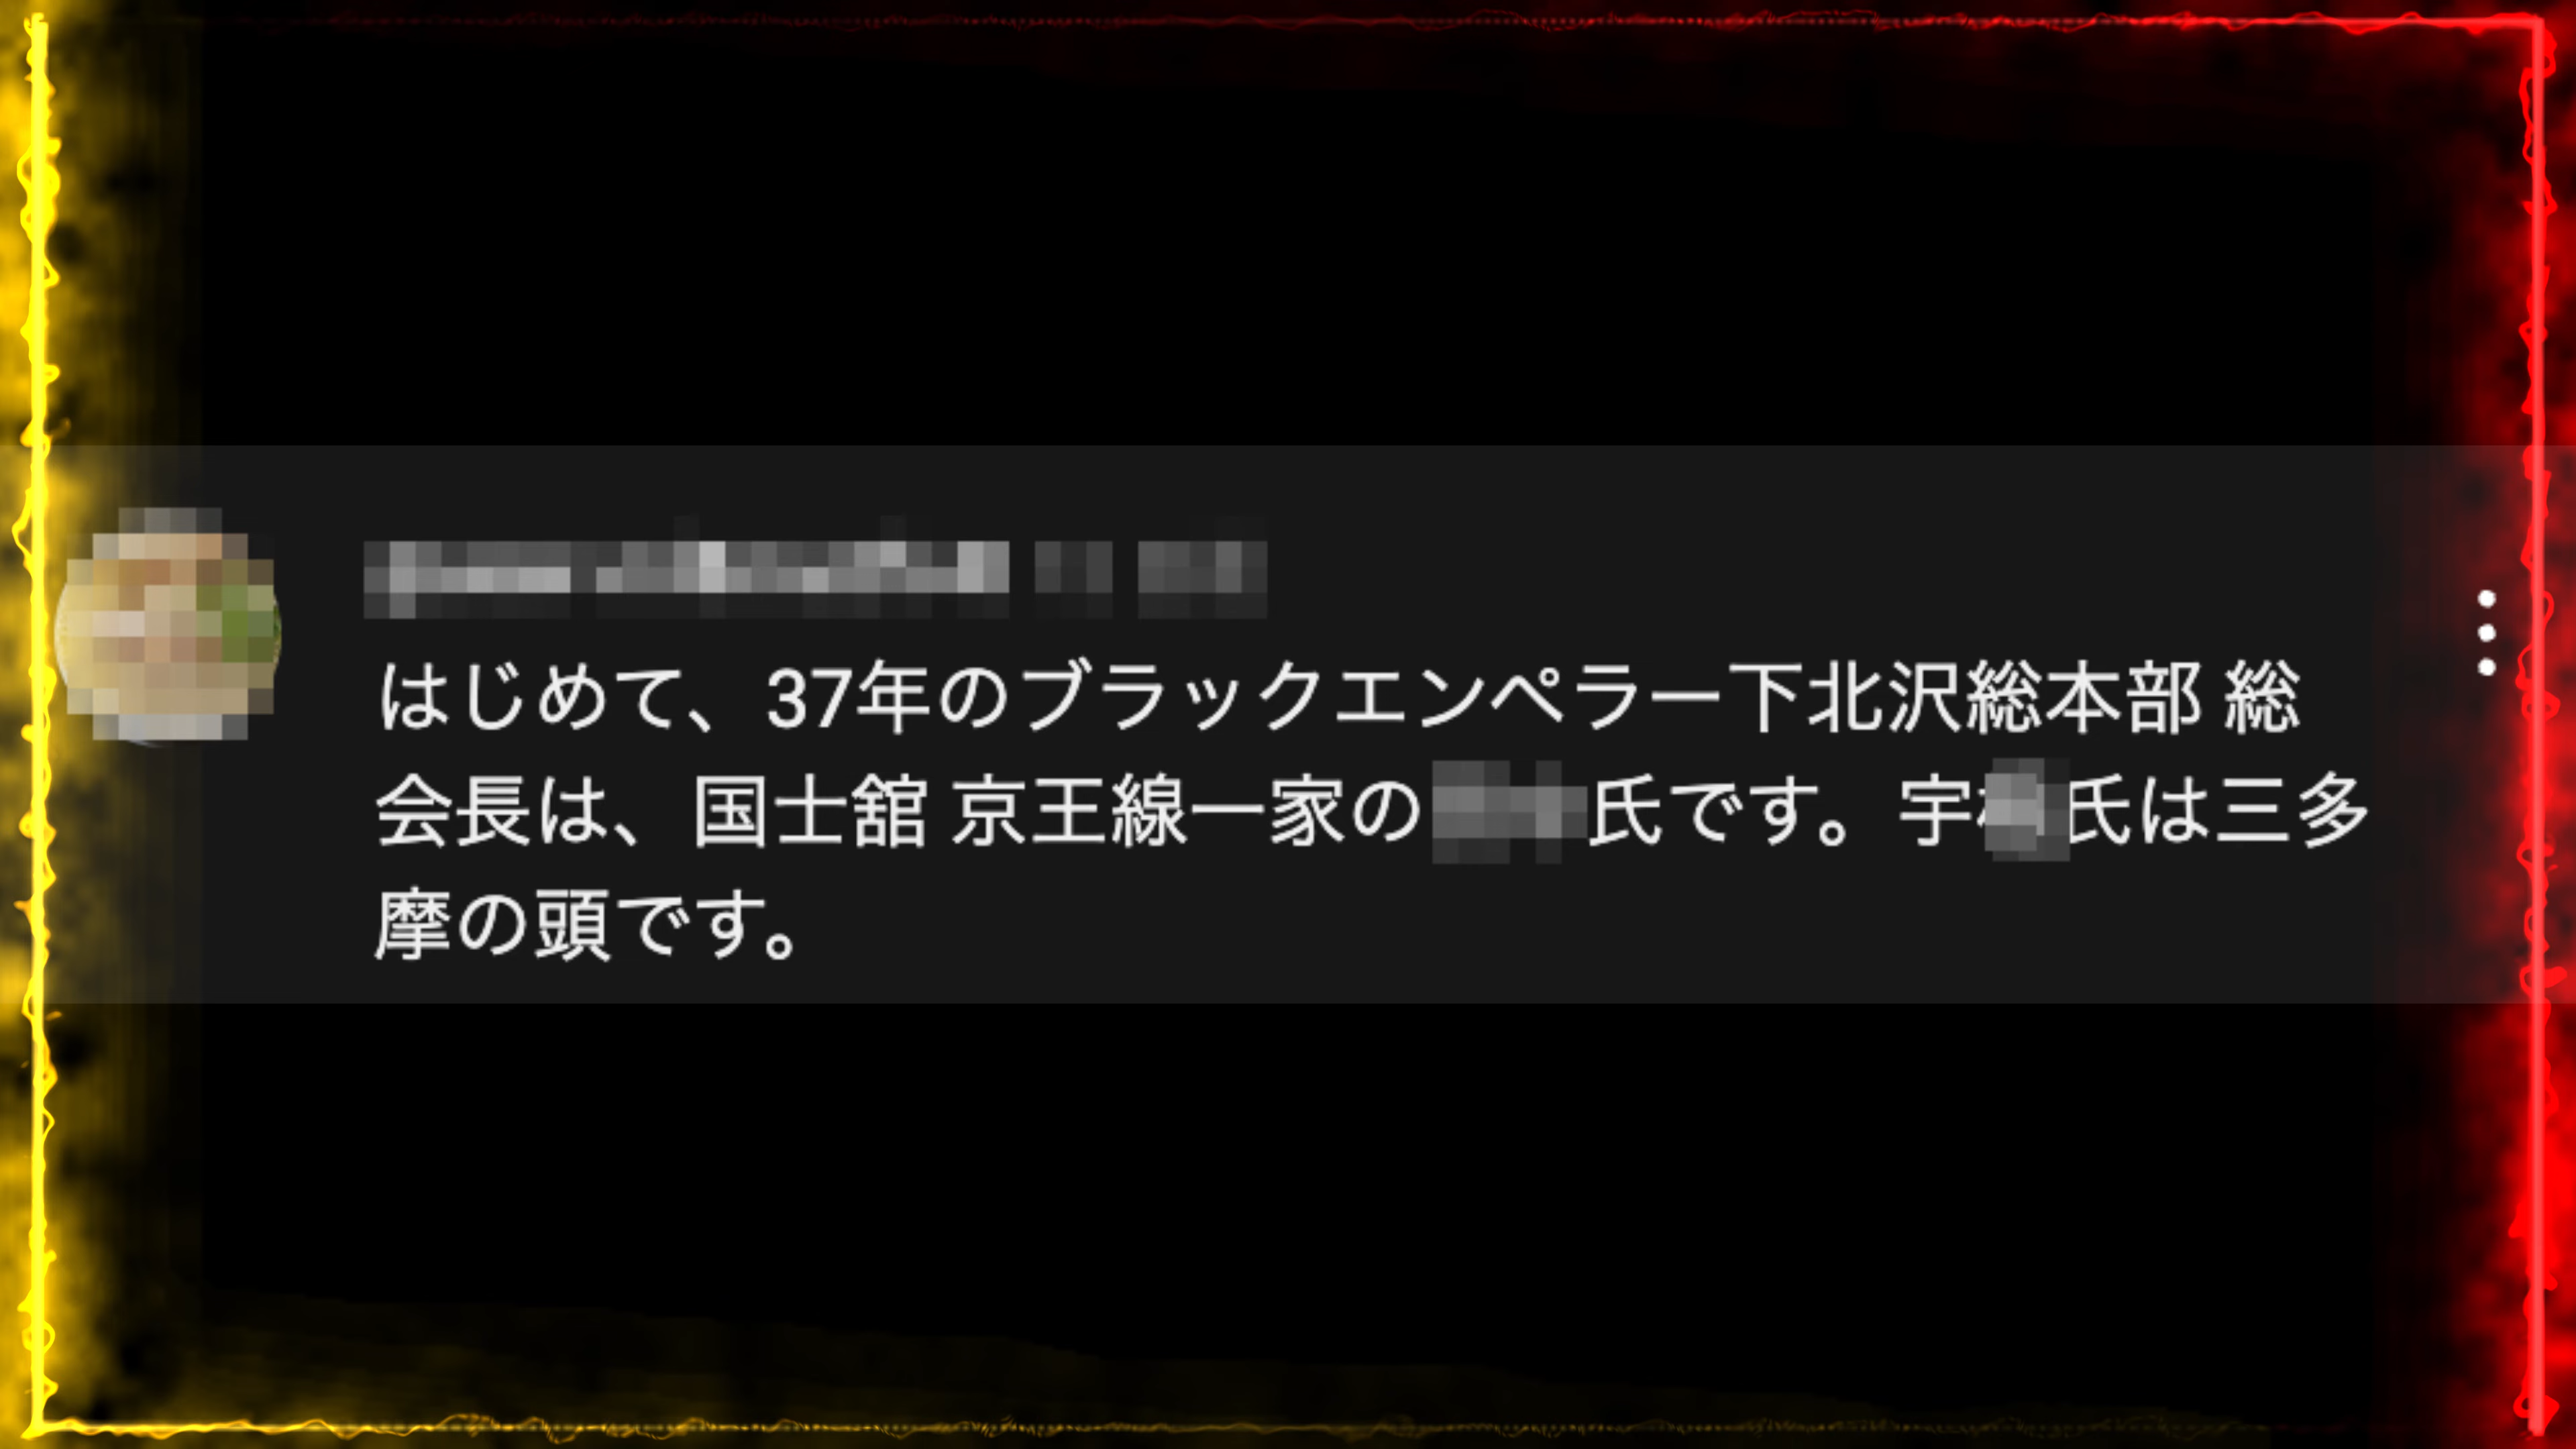 はじめて、37年のブラックエンペラー下北沢総本部 総
会長は、国士舘 京王線一家の氏です。宇氏は三多
摩の頭です。